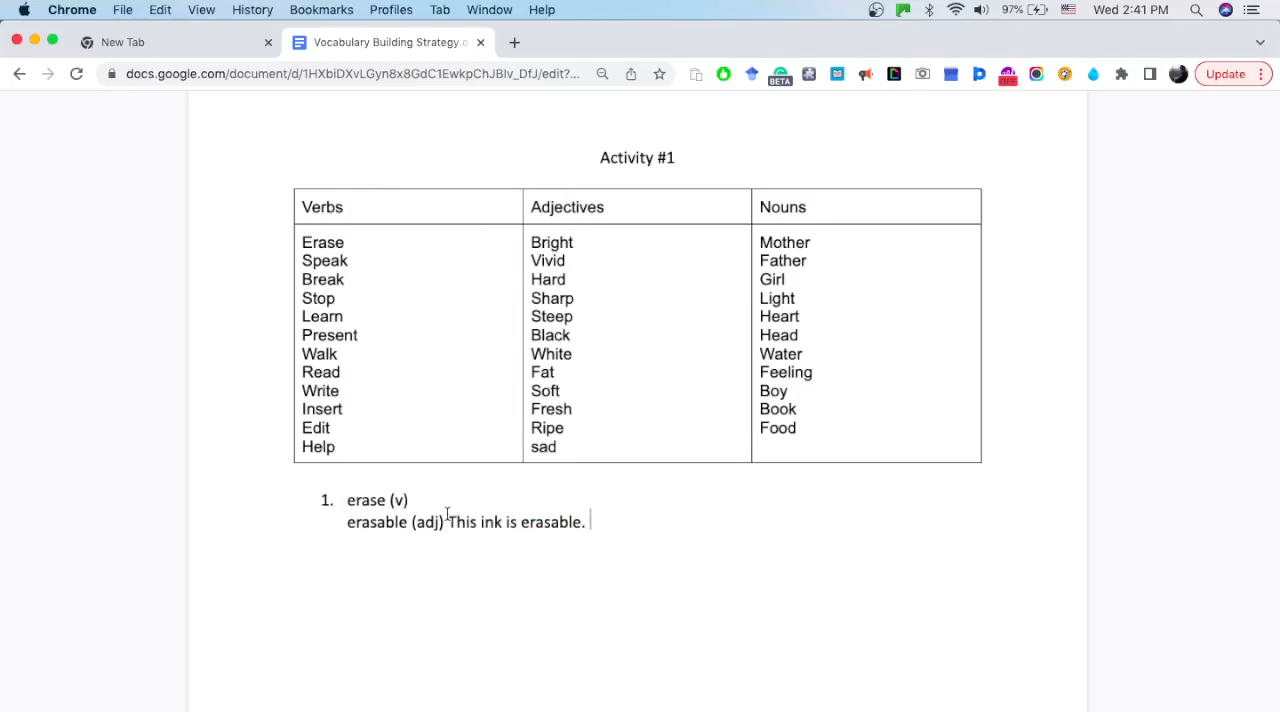 Chrome File Edit View History Bookmarks Profiles Tab Window Help 97% Wed 2:41 PM
New Tab Vocabulary Building Strategy.
docs.google.com/document/d/1HXbiDXvLGyn8x8GdC1EwkpChJBlv_DfJ/edit?... BETA OFF Update
Activity #1
Verbs Adjectives Nouns
Erase Bright Mother
Speak Vivid Father
Break Hard Girl
Stop Sharp Light
Learn Steep Heart
Present Black Head
Walk White Water
Read Fat Feeling
Write Soft Boy
Insert Fresh Book
Edit Ripe Food
Help sad
1. erase (v)
erasable (adj) This ink is erasable.